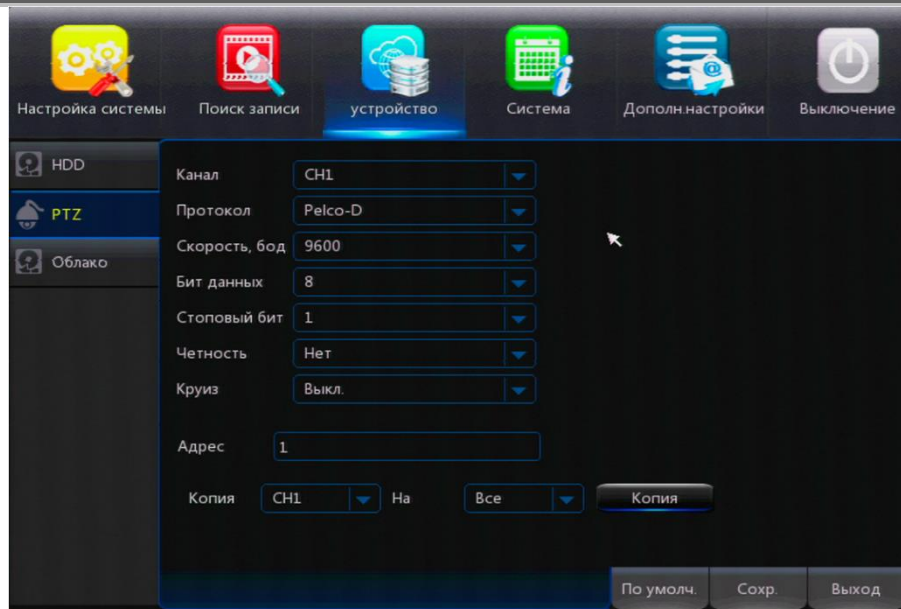 Настройка системы Поиск записи устройство Система Дополн.настройки Выключение
HDD
PTZ
Облако
Канал CH1
Протокол Pelco-D
Скорость, бод 9600
Бит данных 8
Стоповый бит 1
Четность Нет
Круиз Выкл.
Адрес 1
Копия CH1 На Все Копия
По умолч. Сохр. Выход